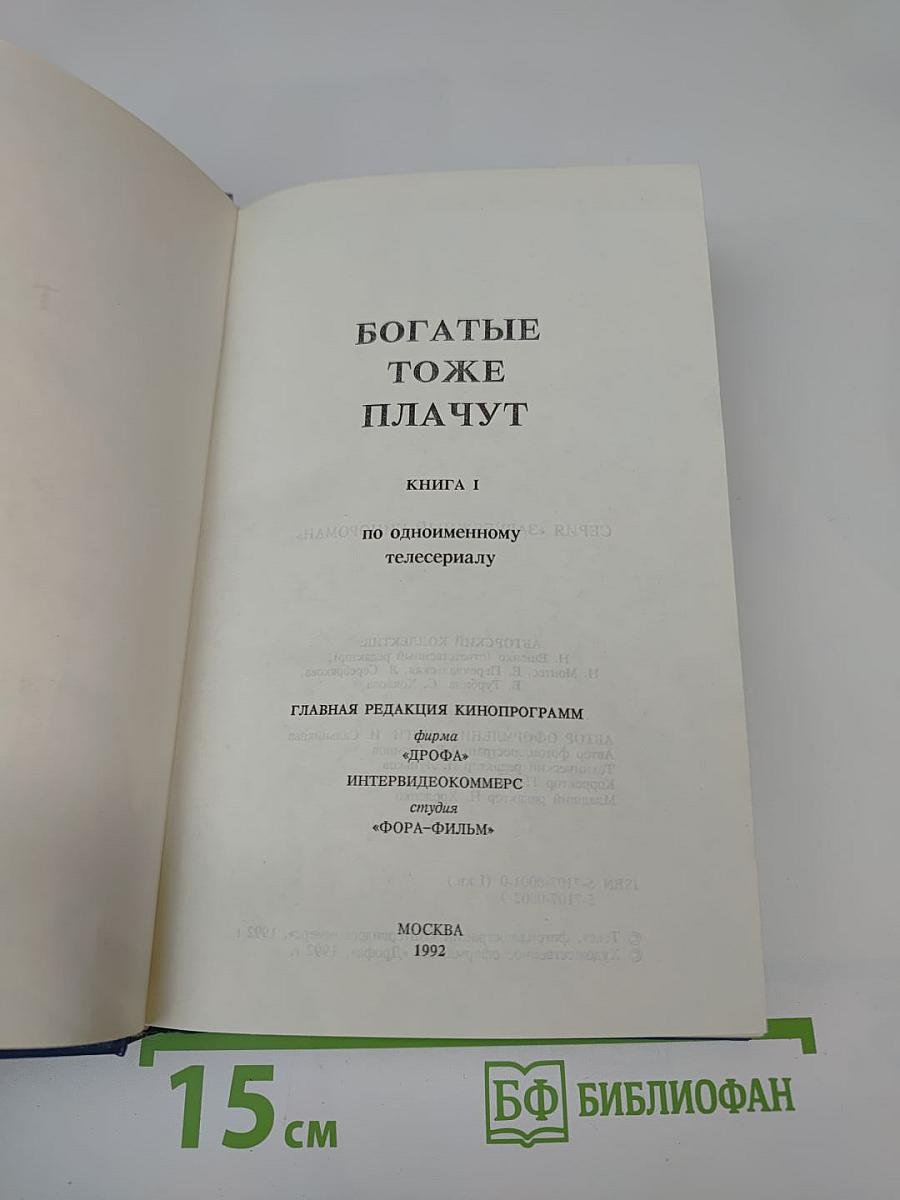 БОГАТЫЕ
ТОЖЕ
ПЛАЧУТ
КНИГА I
по одноименному
телесериалу
ГЛАВНАЯ РЕДАКЦИЯ КИНОПРОГРАММ
фирма
«ДРОФА»
ИНТЕРВИДЕОКОММЕРС
студия
«ФОРА-ФИЛЬМ»
МОСКВА
1992
15 см
БФ БИБЛИОФАН